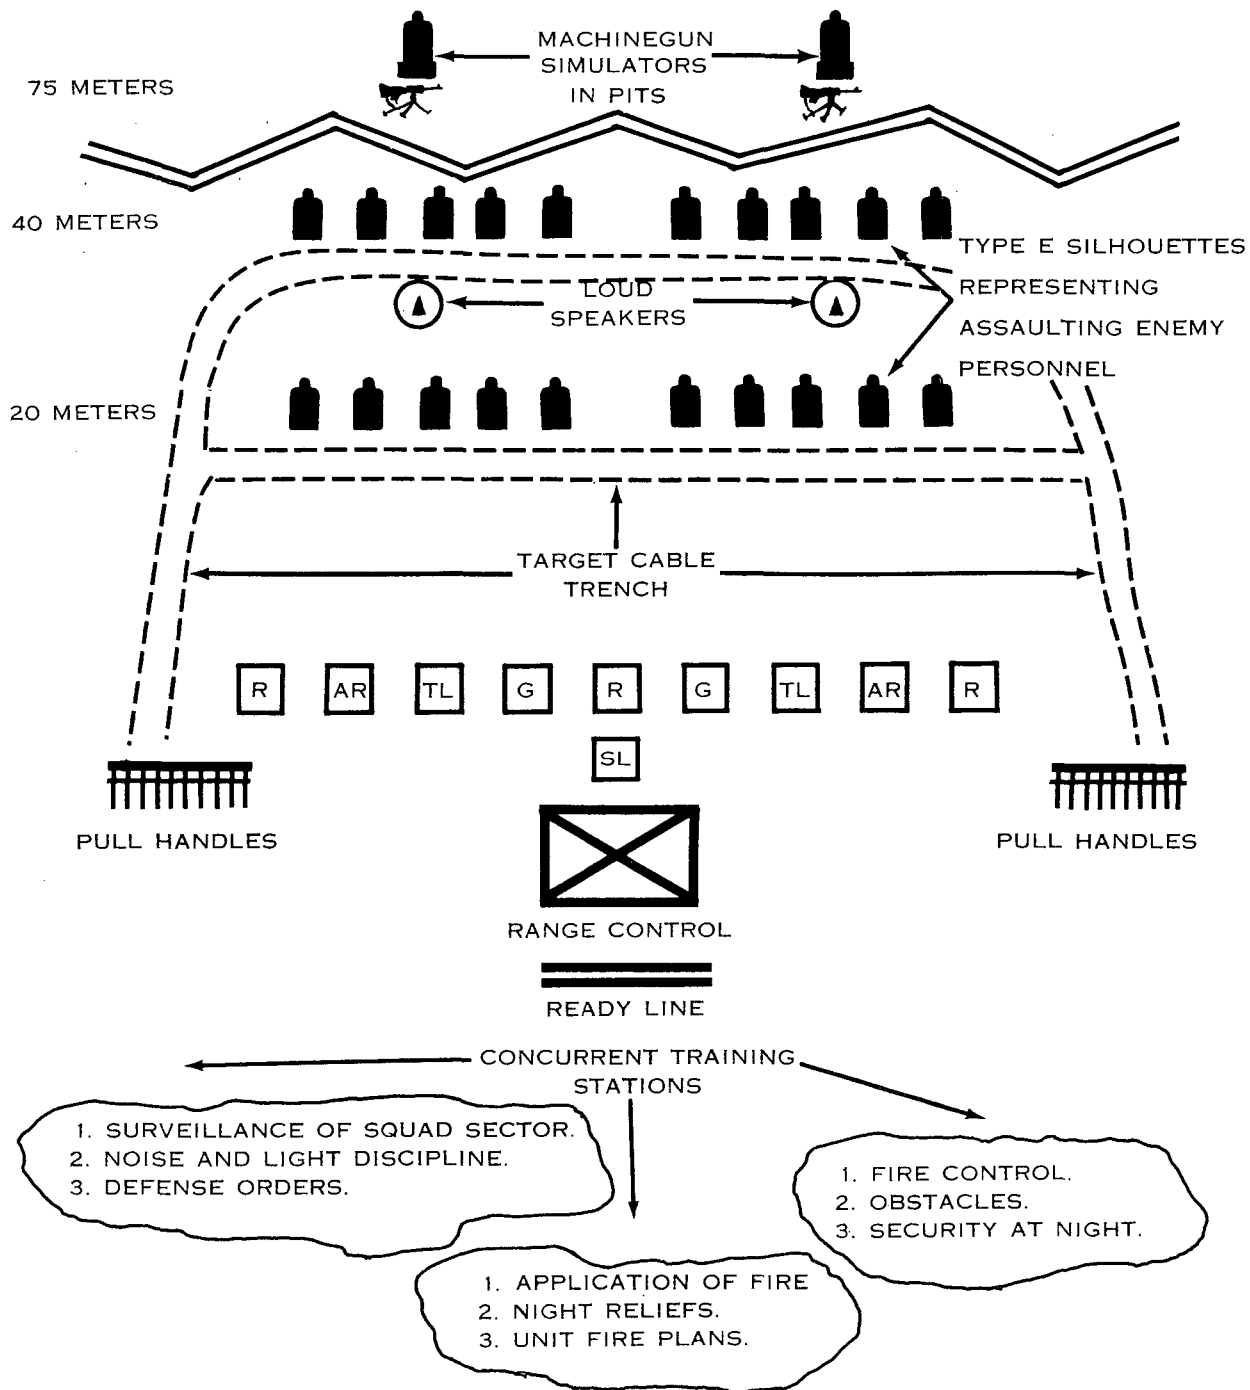 MACHINEGUN
SIMULATORS
IN PITS
75 METERS
40 METERS
TYPE E SILHOUETTES
REPRESENTING
ASSAULTING ENEMY
PERSONNEL
LOUD
SPEAKERS
20 METERS
TARGET CABLE
TRENCH
R AR TL G R G TL AR R
SL
PULL HANDLES
PULL HANDLES
RANGE CONTROL
READY LINE
CONCURRENT TRAINING
STATIONS
1. SURVEILLANCE OF SQUAD SECTOR.
2. NOISE AND LIGHT DISCIPLINE.
3. DEFENSE ORDERS.
1. FIRE CONTROL.
2. OBSTACLES.
3. SECURITY AT NIGHT.
1. APPLICATION OF FIRE
2. NIGHT RELIEFS.
3. UNIT FIRE PLANS.